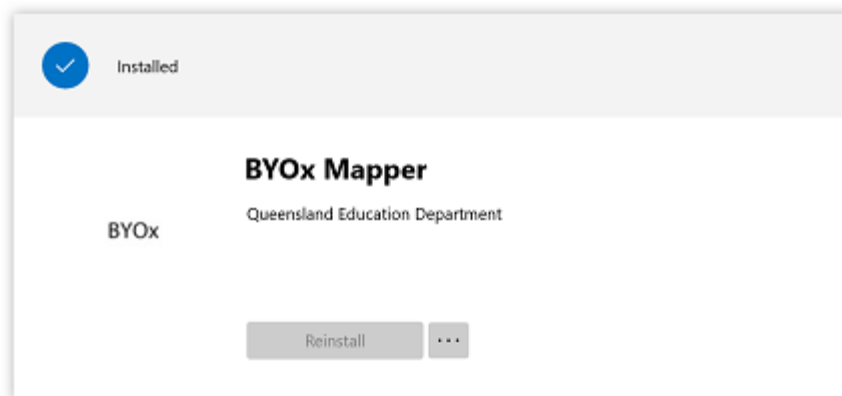 Installed
BYOx Mapper
Queensland Education Department
BYOx
Reinstall
...